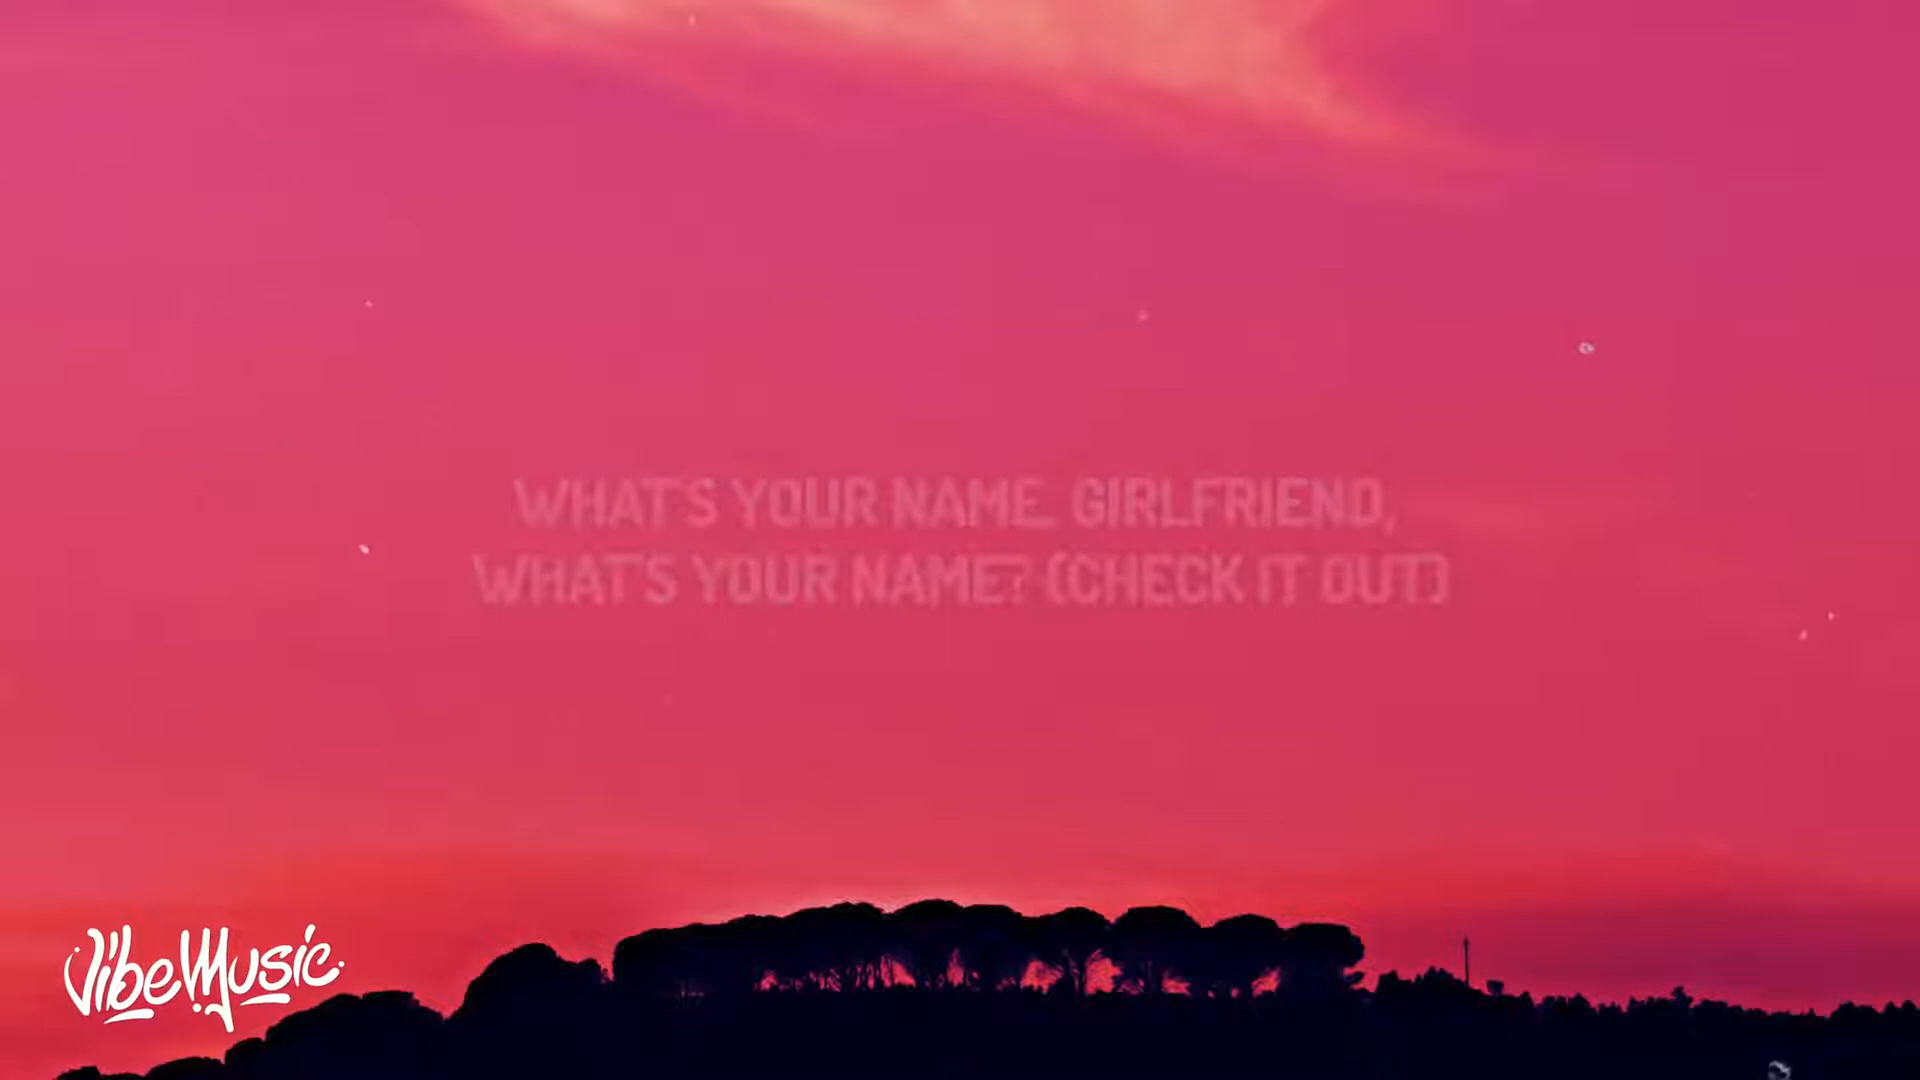 WHAT'S YOUR NAME, GIRLFRIEND,
WHAT'S YOUR NAME? (CHECK IT OUT)
VibeMusic